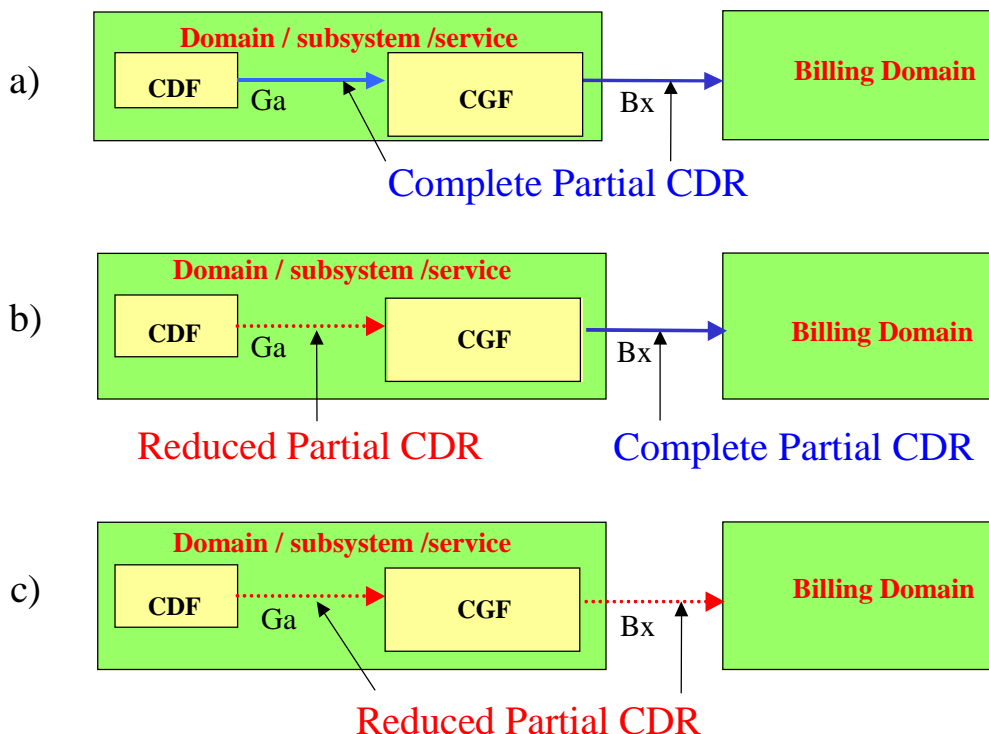 Domain / subsystem /service
a)
CDF
CGF
Billing Domain
Ga
Bx
Complete Partial CDR
Domain / subsystem /service
b)
CDF
CGF
Billing Domain
Ga
Bx
Reduced Partial CDR
Complete Partial CDR
Domain / subsystem /service
c)
CDF
CGF
Billing Domain
Ga
Bx
Reduced Partial CDR